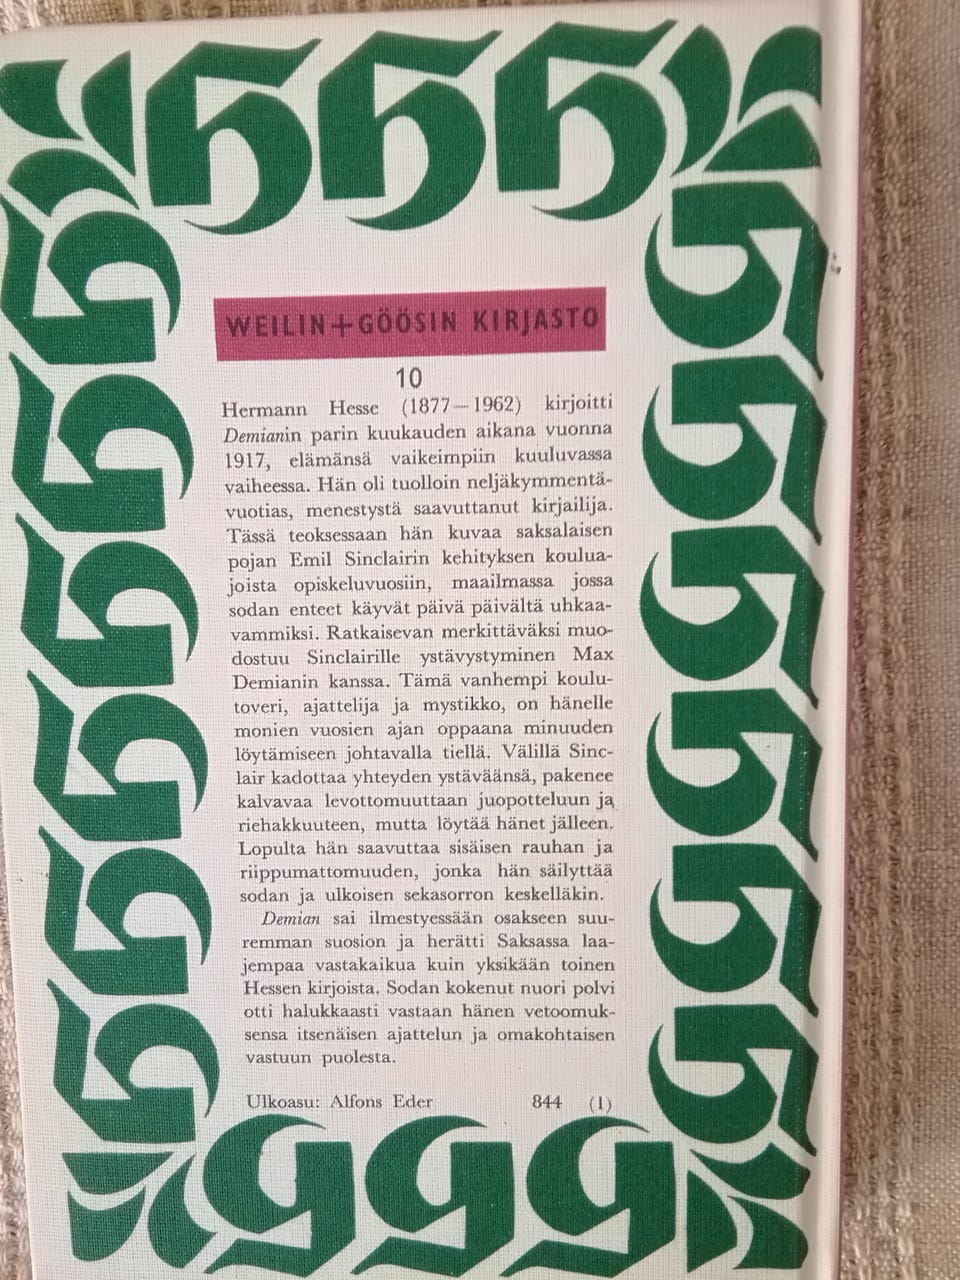 WEILIN+GÖÖSIN KIRJASTO
10
Hermann Hesse (1877—1962) kirjoitti
Demianin parin kuukauden aikana vuonna
1917, elämänsä vaikeimpiin kuuluvassa
vaiheessa. Hän oli tuolloin neljäkymmentä-
vuotias, menestystä saavuttanut kirjailija.
Tässä teoksessaan hän kuvaa saksalaisen
pojan Emil Sinclairin kehityksen koulua-
joista opiskeluvuosiin, maailmassa jossa
sodan enteet käyvät päivä päivältä uhkaa-
vammiksi. Ratkaisevan merkittäväksi muo-
dostuu Sinclairille ystävystyminen Max
Demianin kanssa. Tämä vanhempi koulu-
toveri, ajattelija ja mystikko, on hänelle
monien vuosien ajan oppaana minuuden
löytämiseen johtavalla tiellä. Välillä Sinc-
lair kadottaa yhteyden ystäväänsä, pakenee
kalvavaa levottomuuttaan juopotteluun ja
riehakkuuteen, mutta löytää hänet jälleen.
Lopulta hän saavuttaa sisäisen rauhan ja
riippumattomuuden, jonka hän säilyttää
sodan ja ulkoisen sekasorron keskelläkin.
Demian sai ilmestyessään osakseen suu-
remman suosion ja herätti Saksassa laa-
jempaa vastakaikua kuin yksikään toinen
Hessen kirjoista. Sodan kokenut nuori polvi
otti halukkaasti vastaan hänen vetoomuk-
sensa itsenäisen ajattelun ja omakohtaisen
vastuun puolesta.
Ulkoasu: Alfons Eder 844 (1)